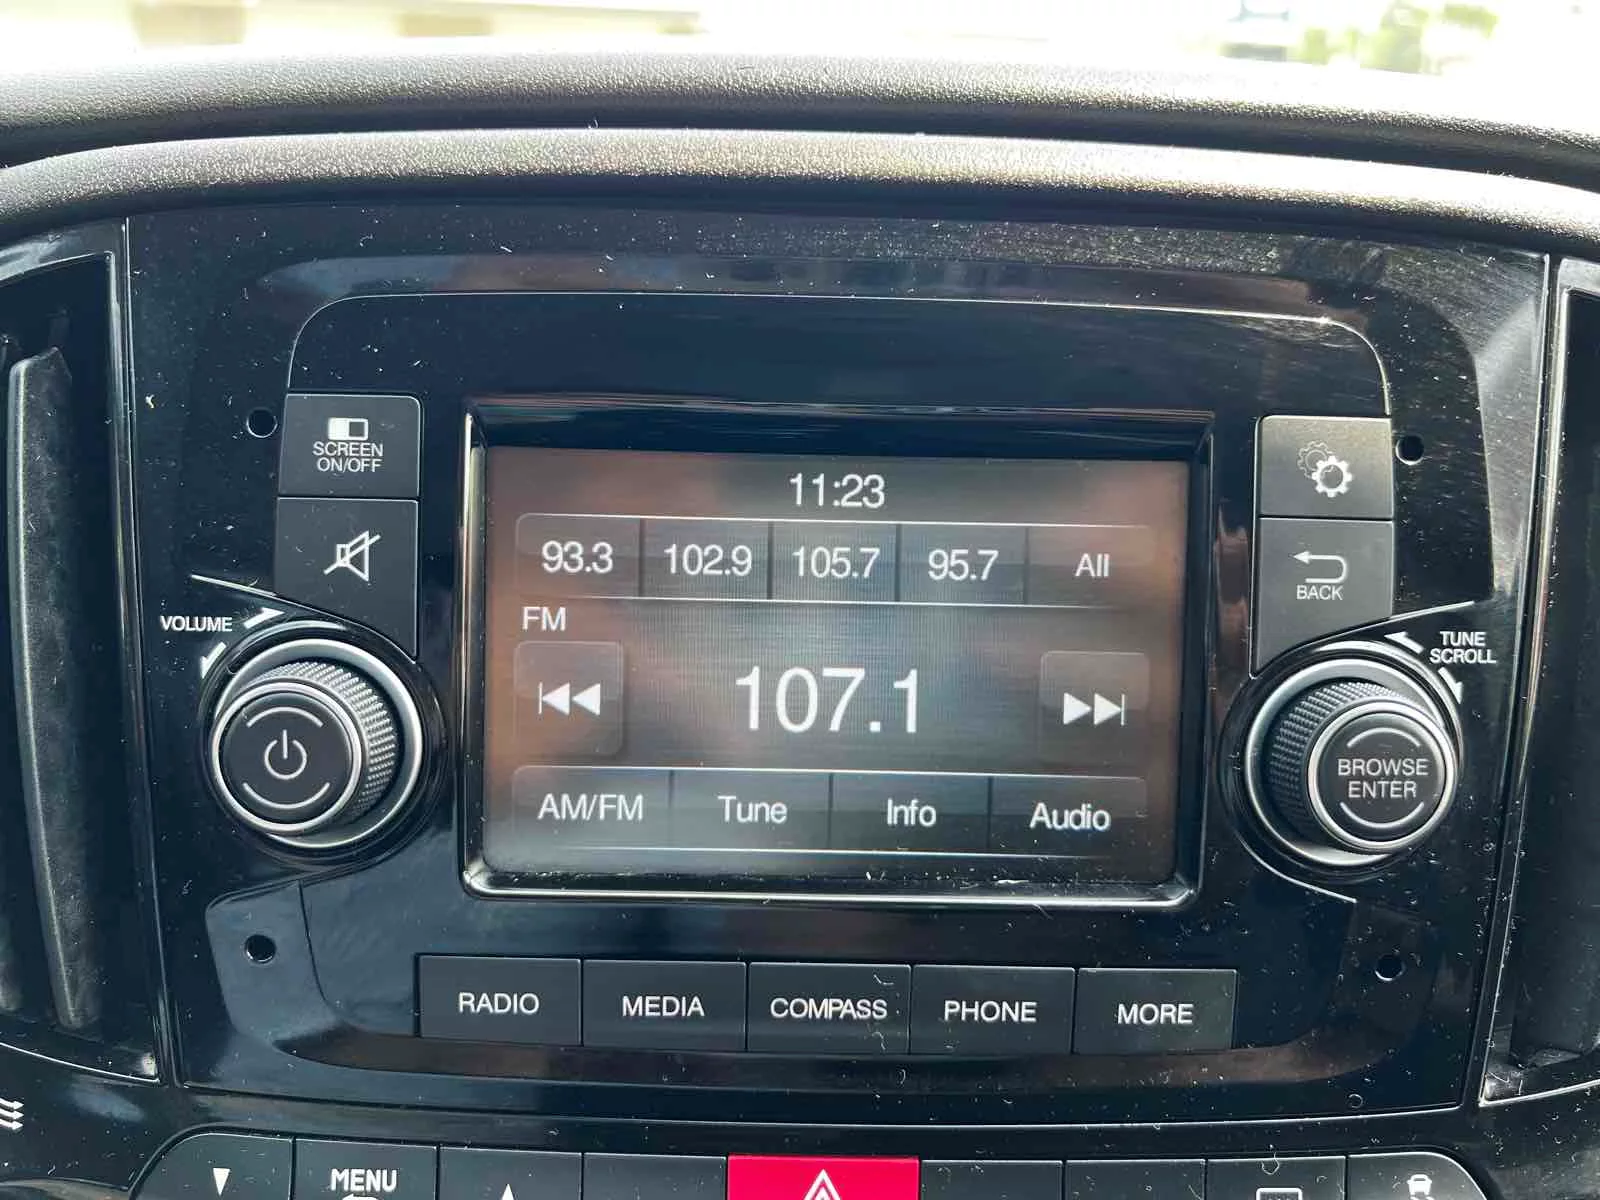 SCREEN
ON/OFF
VOLUME
11:23
93.3 102.9 105.7 95.7 All
FM
107.1
AM/FM Tune Info Audio
BACK
TUNE
SCROLL
BROWSE
ENTER
RADIO MEDIA COMPASS PHONE MORE
MENU